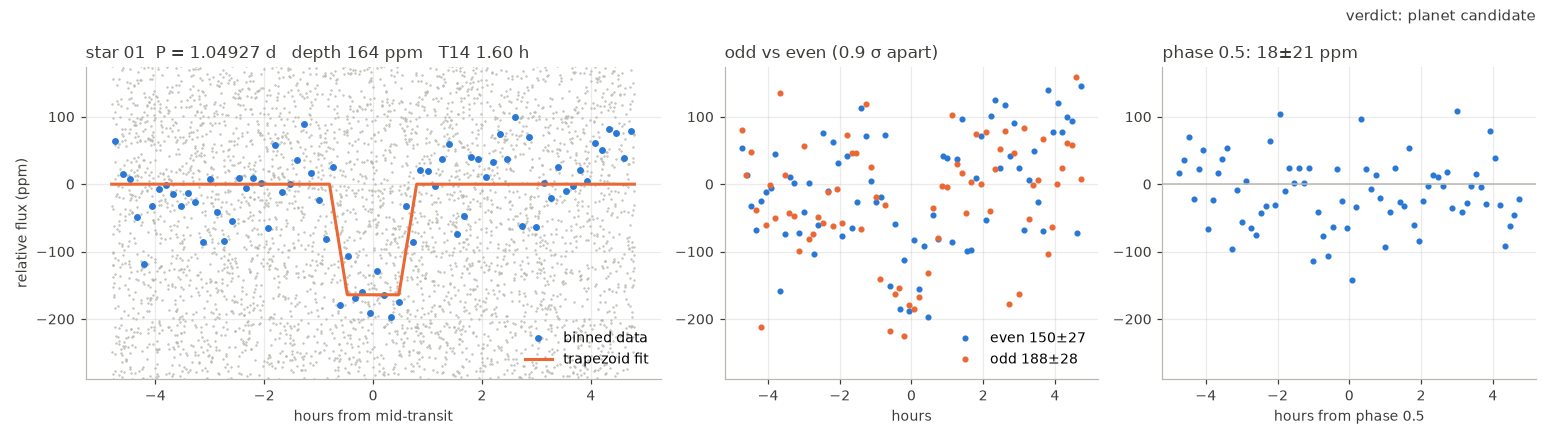 verdict: planet candidate
star 01  P = 1.04927 d   depth 164 ppm   T14 1.60 h
odd vs even (0.9 σ apart)
phase 0.5: 18±21 ppm
relative flux (ppm)
100
0
−100
−200
−4
−2
0
2
4
hours from mid-transit
binned data
trapezoid fit
100
0
−100
−200
−4
−2
0
2
4
hours
even 150±27
odd 188±28
100
0
−100
−200
−4
−2
0
2
4
hours from phase 0.5